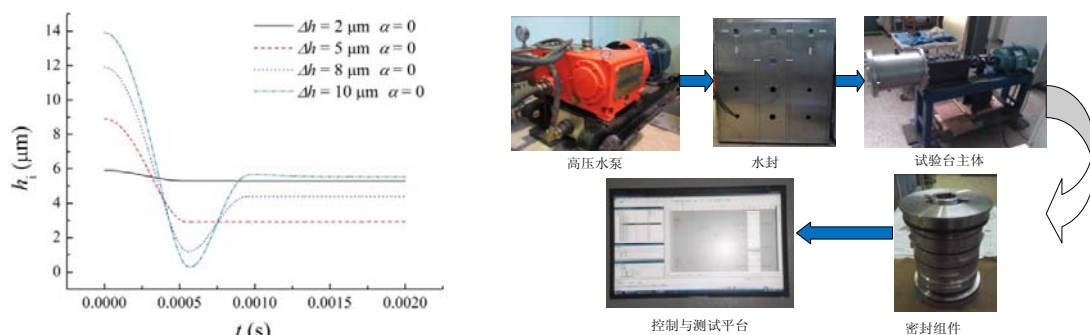 Δh = 2 μm α = 0
Δh = 5 μm α = 0
Δh = 8 μm α = 0
Δh = 10 μm α = 0
14
12
10
8
6
4
2
0
hᵢ (μm)
0.0000 0.0005 0.0010 0.0015 0.0020
t (s)
高压水泵
水封
试验台主体
控制与测试平台
密封组件